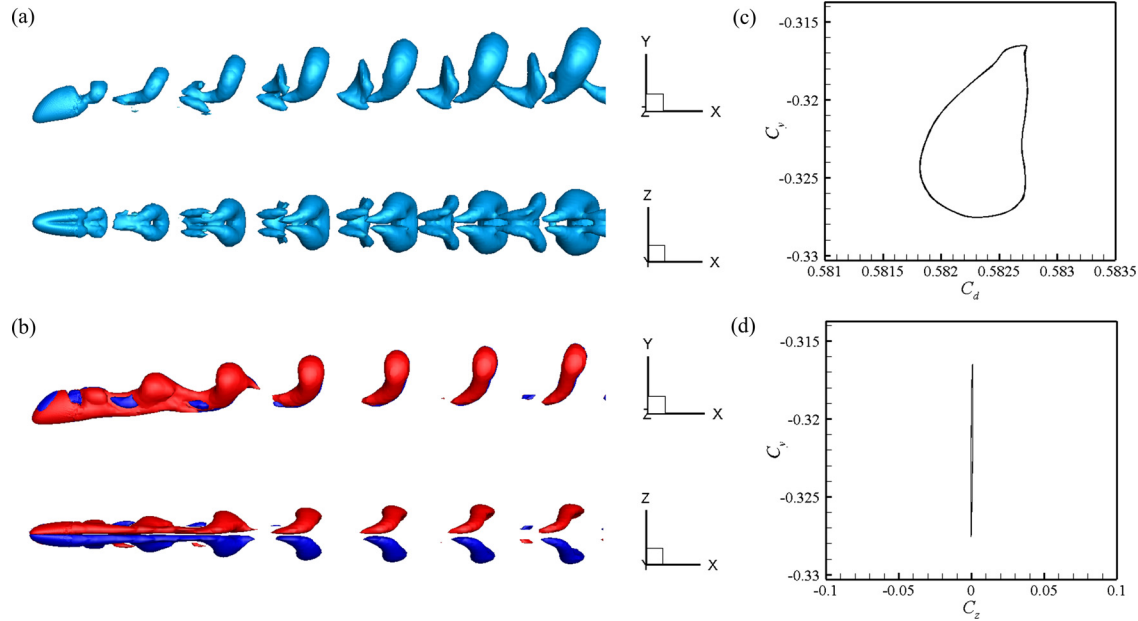 (a)
Y
Z
X
Z
Y
X
(b)
Y
Z
X
Z
Y
X
(c)
-0.315
-0.32
-0.325
-0.33
C_y
0.581
0.5815
0.582
0.5825
0.583
0.5835
C_d
(d)
-0.315
-0.32
-0.325
-0.33
C_y
-0.1
-0.05
0
0.05
0.1
C_z